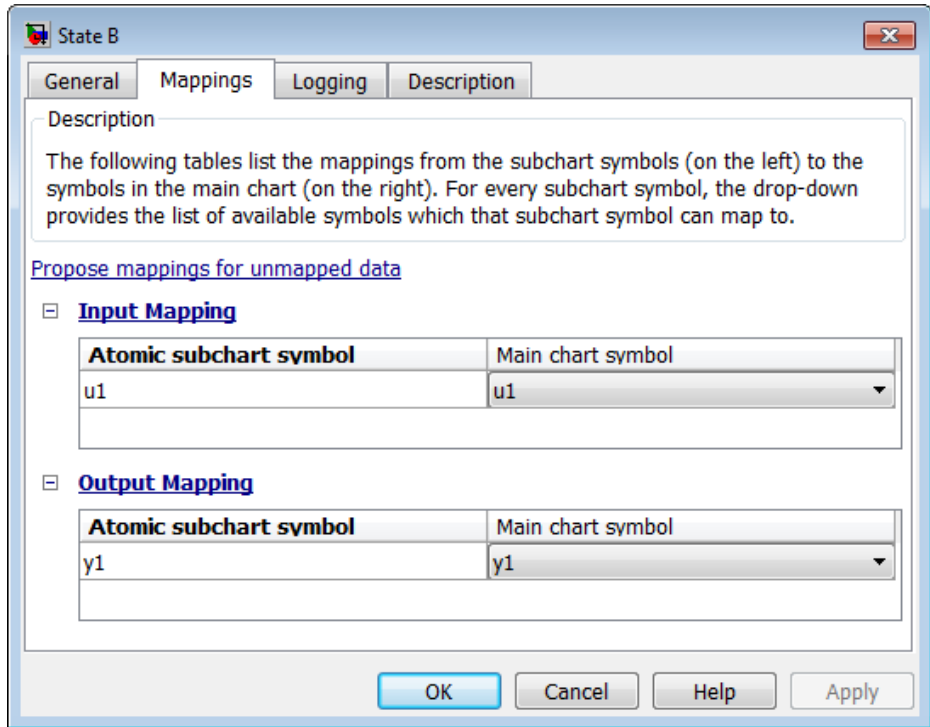 State B
General Mappings Logging Description
Description
The following tables list the mappings from the subchart symbols (on the left) to the
symbols in the main chart (on the right). For every subchart symbol, the drop-down
provides the list of available symbols which that subchart symbol can map to.
Propose mappings for unmapped data
Input Mapping
Atomic subchart symbol Main chart symbol
u1 u1
Output Mapping
Atomic subchart symbol Main chart symbol
y1 y1
OK Cancel Help Apply